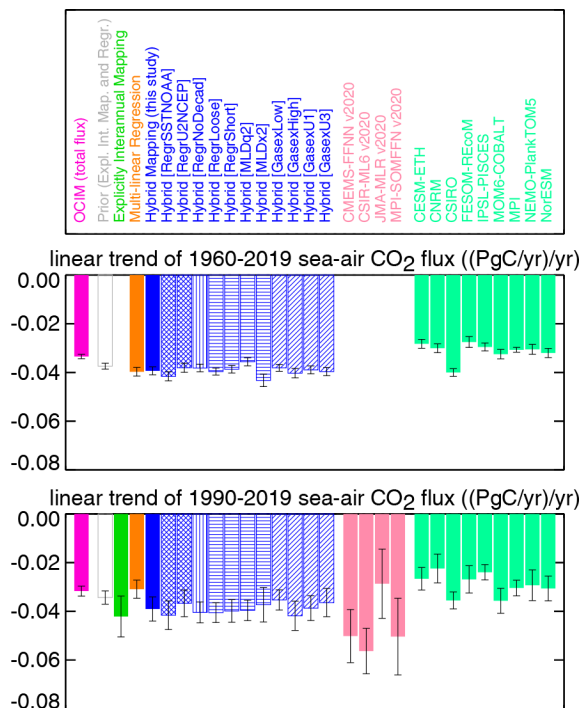 OCIM (total flux)
Prior (Expl. Int. Map. and Regr.)
Explicitly Interannual Mapping
Multi-linear Regression
Hybrid Mapping (this study)
Hybrid [RegrSSTNOAA]
Hybrid [RegrU2NCEP]
Hybrid [RegrNoDecad]
Hybrid [RegrLoose]
Hybrid [RegrShort]
Hybrid [MLDq2]
Hybrid [MLDx2]
Hybrid [GasexLow]
Hybrid [GasexHigh]
Hybrid [GasexU1]
Hybrid [GasexU3]
CMEMS-FFNN v2020
CSIR-ML6 v2020
JMA-MLR v2020
MPI-SOMFFN v2020
CESM-ETH
CNRM
CSIRO
FESOM-REcoM
IPSL-PISCES
MOM6-COBALT
MPI
NEMO-PlankTOM5
NorESM
linear trend of 1960-2019 sea-air CO2 flux ((PgC/yr)/yr)
0.00
-0.02
-0.04
-0.06
-0.08
linear trend of 1990-2019 sea-air CO2 flux ((PgC/yr)/yr)
0.00
-0.02
-0.04
-0.06
-0.08